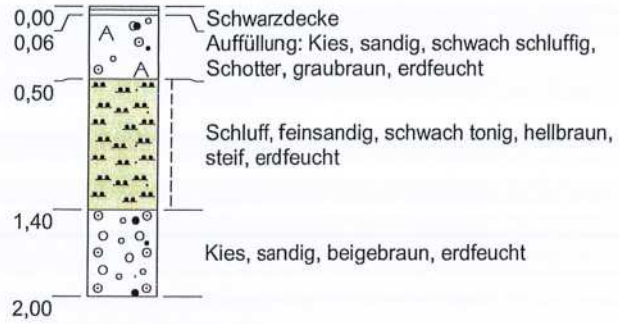 0,00 Schwarzdecke
0,06 Auffüllung: Kies, sandig, schwach schluffig,
A
Schotter, graubraun, erdfeucht
A
0,50
Schluff, feinsandig, schwach tonig, hellbraun,
steif, erdfeucht
1,40
Kies, sandig, beigebraun, erdfeucht
2,00